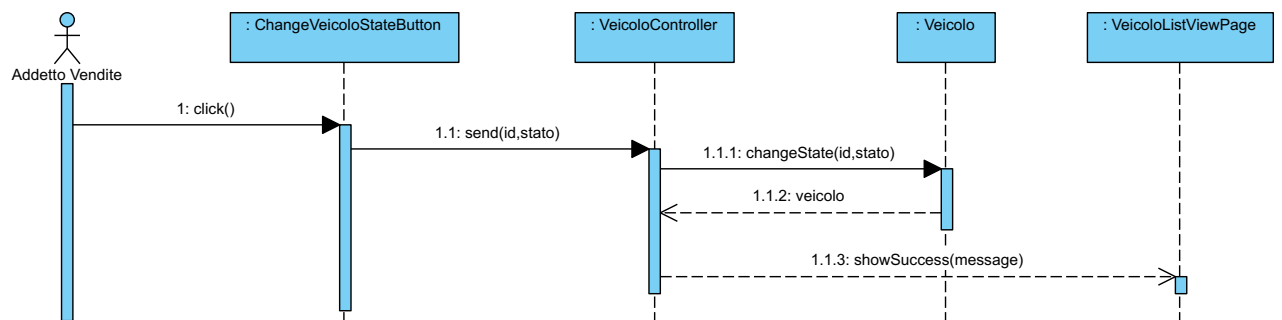 : ChangeVeicoloStateButton
: VeicoloController
: Veicolo
: VeicoloListViewPage
Addetto Vendite
1: click()
1.1: send(id,stato)
1.1.1: changeState(id,stato)
1.1.2: veicolo
1.1.3: showSuccess(message)